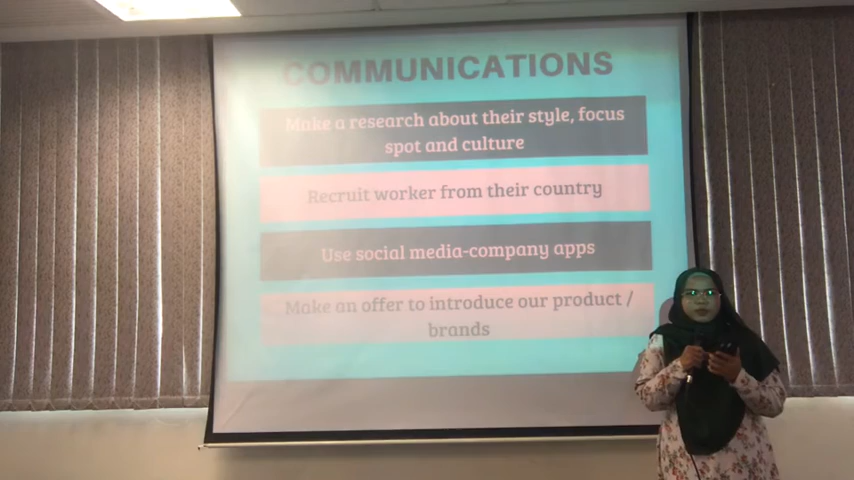 COMMUNICATIONS
Make a research about their style, focus
spot and culture
Recruit worker from their country
Use social media-company apps
Make an offer to introduce our product /
brands